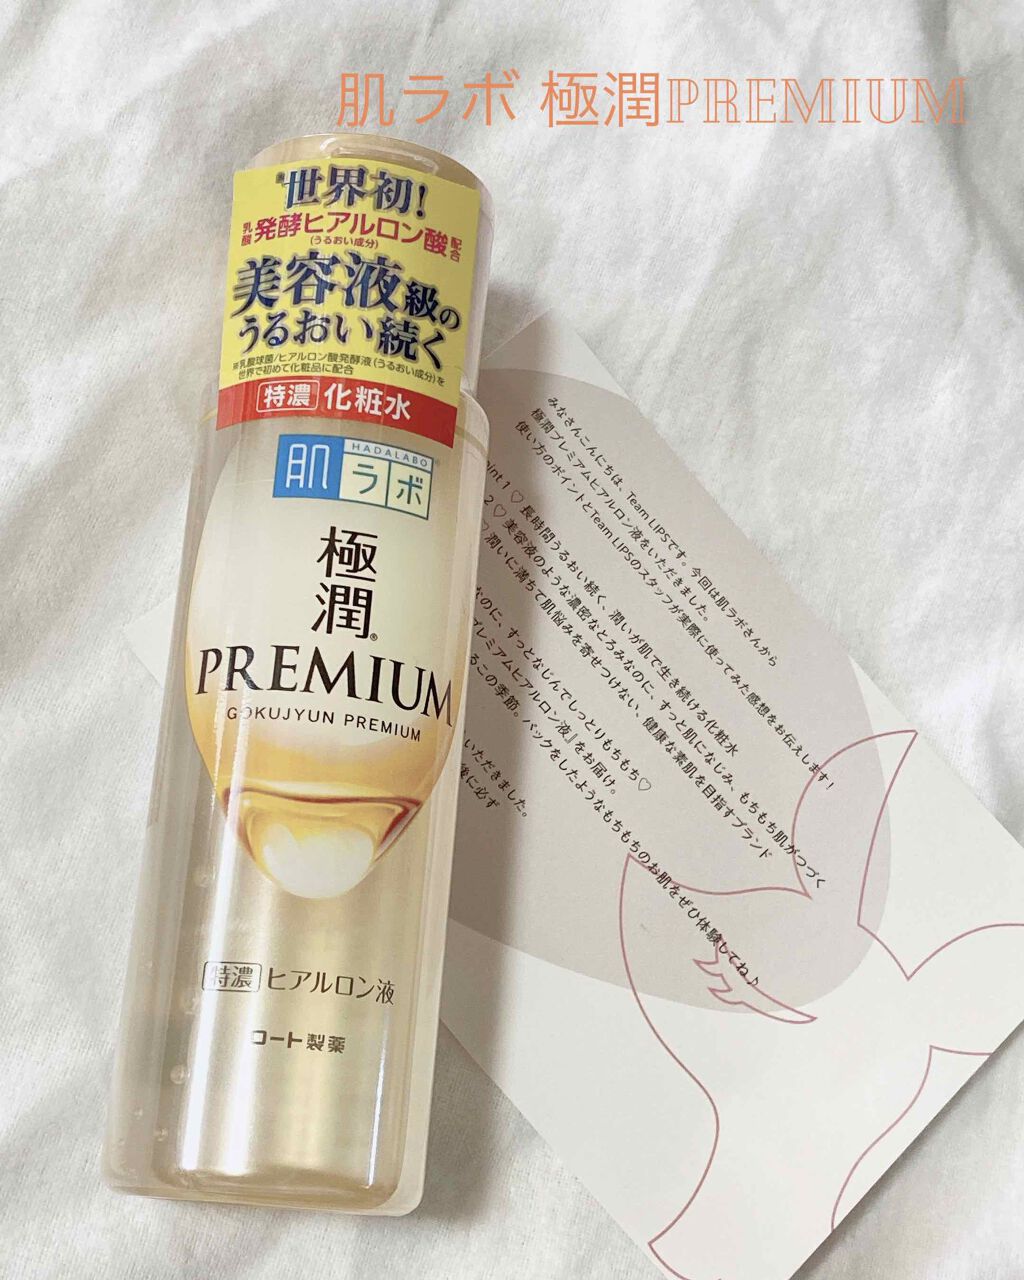 肌ラボ 極潤PREMIUM
※世界初!
乳酸発酵ヒアルロン酸配合
(うるおい成分)
美容液級の
うるおい続く
※乳酸球菌/ヒアルロン酸発酵液(うるおい成分)を
世界で初めて化粧品に配合
特濃 化粧水
HADALABO®
肌ラボ
極
潤®
PREMIUM
GOKUJYUN PREMIUM
特濃 ヒアルロン液
ロート製薬
みなさんこんにちは、Team LIPSです。今回は肌ラボさんから
極潤プレミアムヒアルロン液をいただきました。
使い方のポイントとTeam LIPSのスタッフが実際に使ってみた感想をお伝えします!
oint 1 ♡ 長時間うるおい続く、潤いが肌で生き続ける化粧水
2 ♡ 美容液のような濃密なとろみなのに、すっと肌になじみ、もちもち肌がつづく
潤いに満ちて肌悩みを寄せつけない、健康な素肌を目指すブランド
なのに、すっとなじんでしっとりもちもち♡
プレミアムヒアルロン液』をお届け。
るこの季節。パックをしたようなもちもちのお肌をぜひ体験してね♪
いただきました。
後に必ず